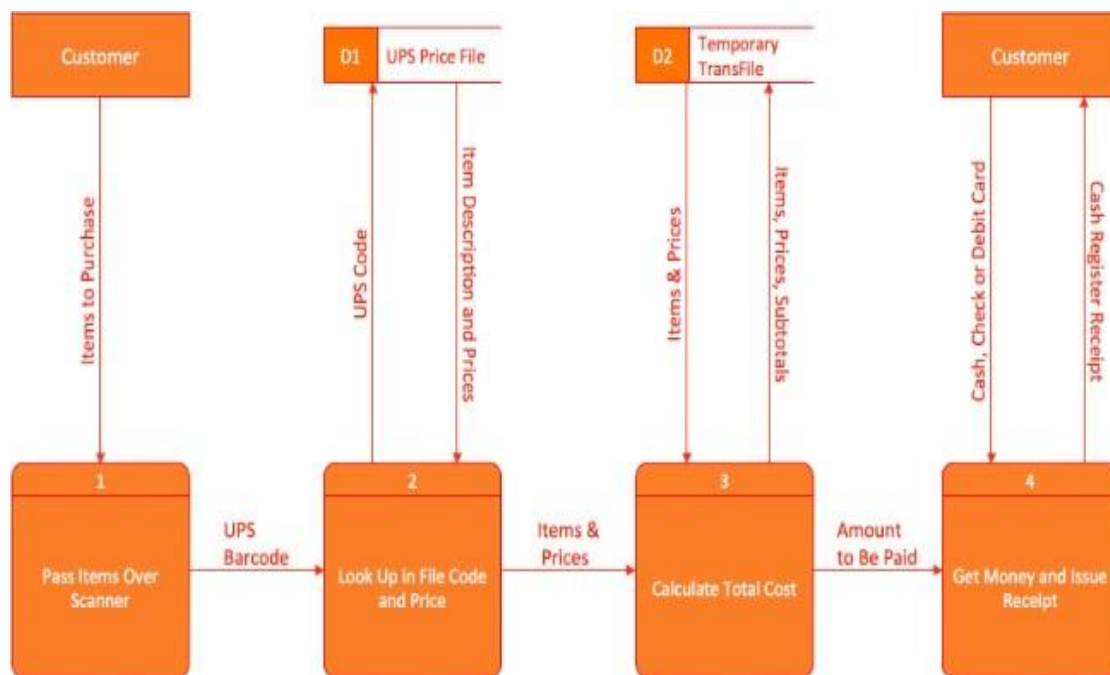 Customer
D1
UPS Price File
D2
Temporary
TransFile
Customer
Items to Purchase
UPS Code
Item Description and Prices
Items & Prices
Items, Prices, Subtotals
Cash, Check or Debit Card
Cash Register Receipt
1
Pass Items Over
Scanner
UPS
Barcode
2
Look Up in File Code
and Price
Items &
Prices
3
Calculate Total Cost
Amount
to Be Paid
4
Get Money and Issue
Receipt